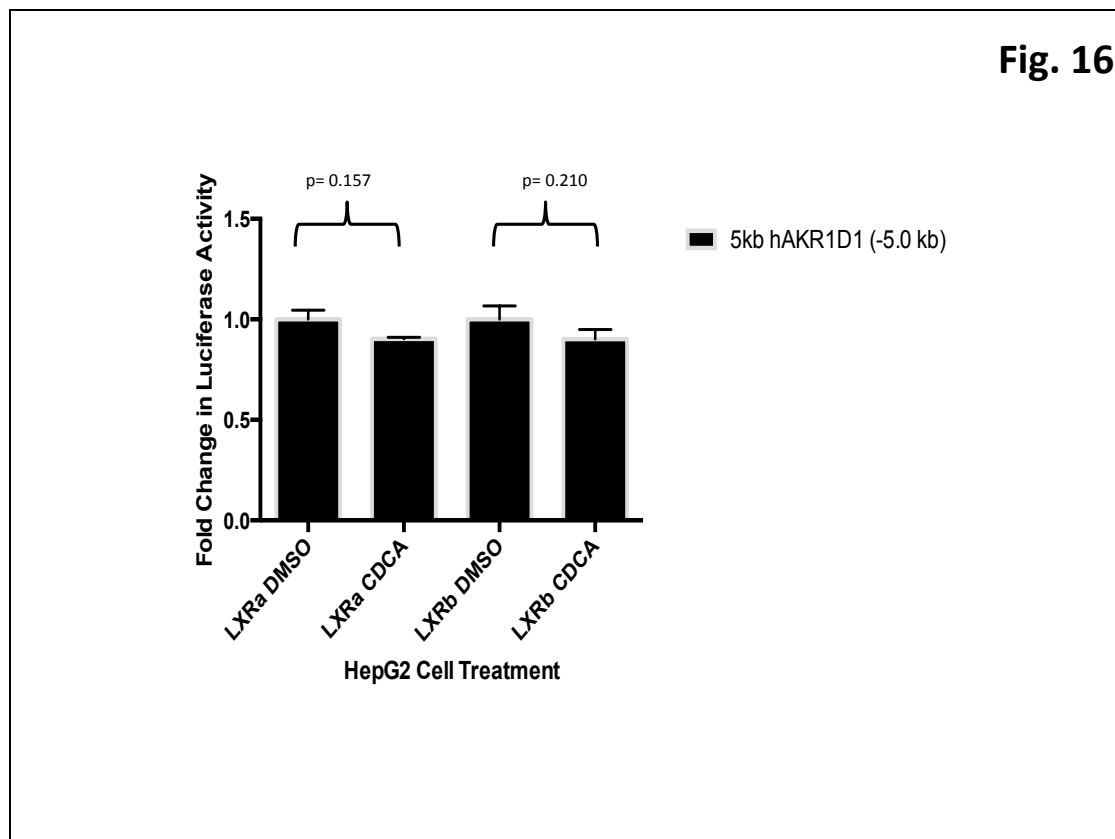 Fig. 16
p= 0.157
p= 0.210
Fold Change in Luciferase Activity
1.5
1.0
0.5
0.0
5kb hAKR1D1 (-5.0 kb)
LXRa DMSO
LXRa CDCA
LXRb DMSO
LXRb CDCA
HepG2 Cell Treatment